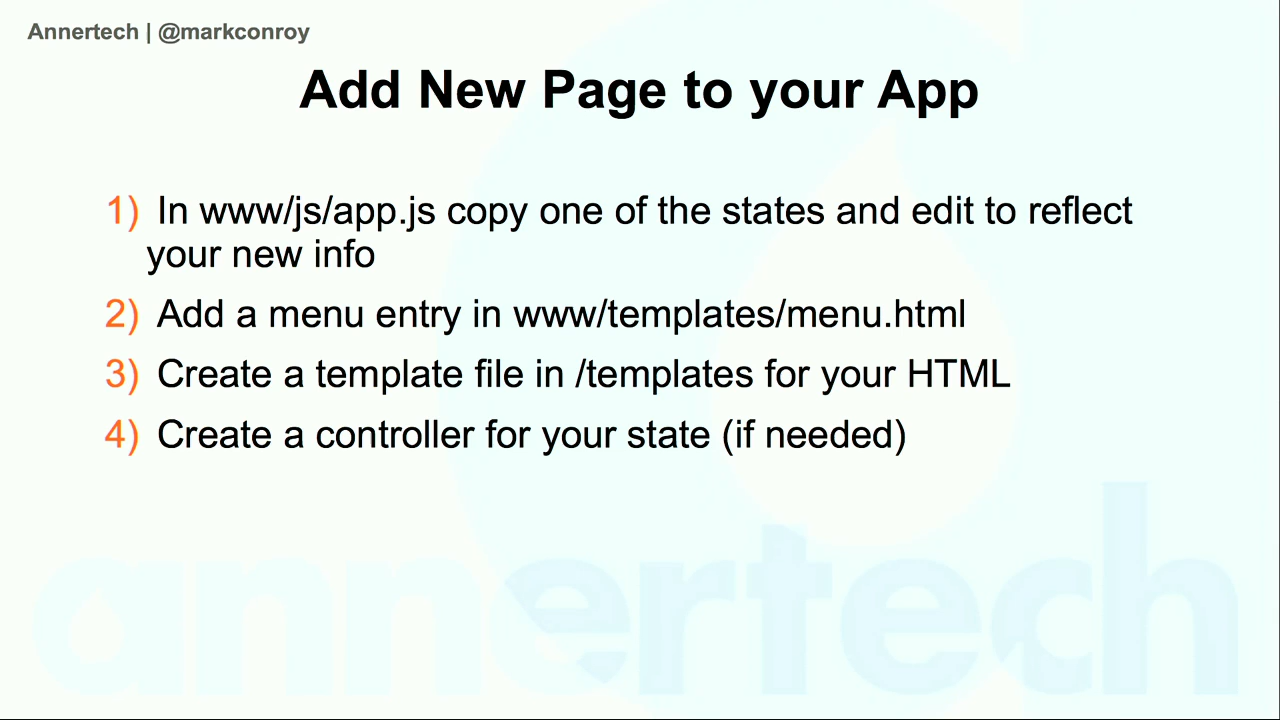 Annertech | @markconroy
Add New Page to your App
1) In www/js/app.js copy one of the states and edit to reflect
your new info
2) Add a menu entry in www/templates/menu.html
3) Create a template file in /templates for your HTML
4) Create a controller for your state (if needed)
annertech